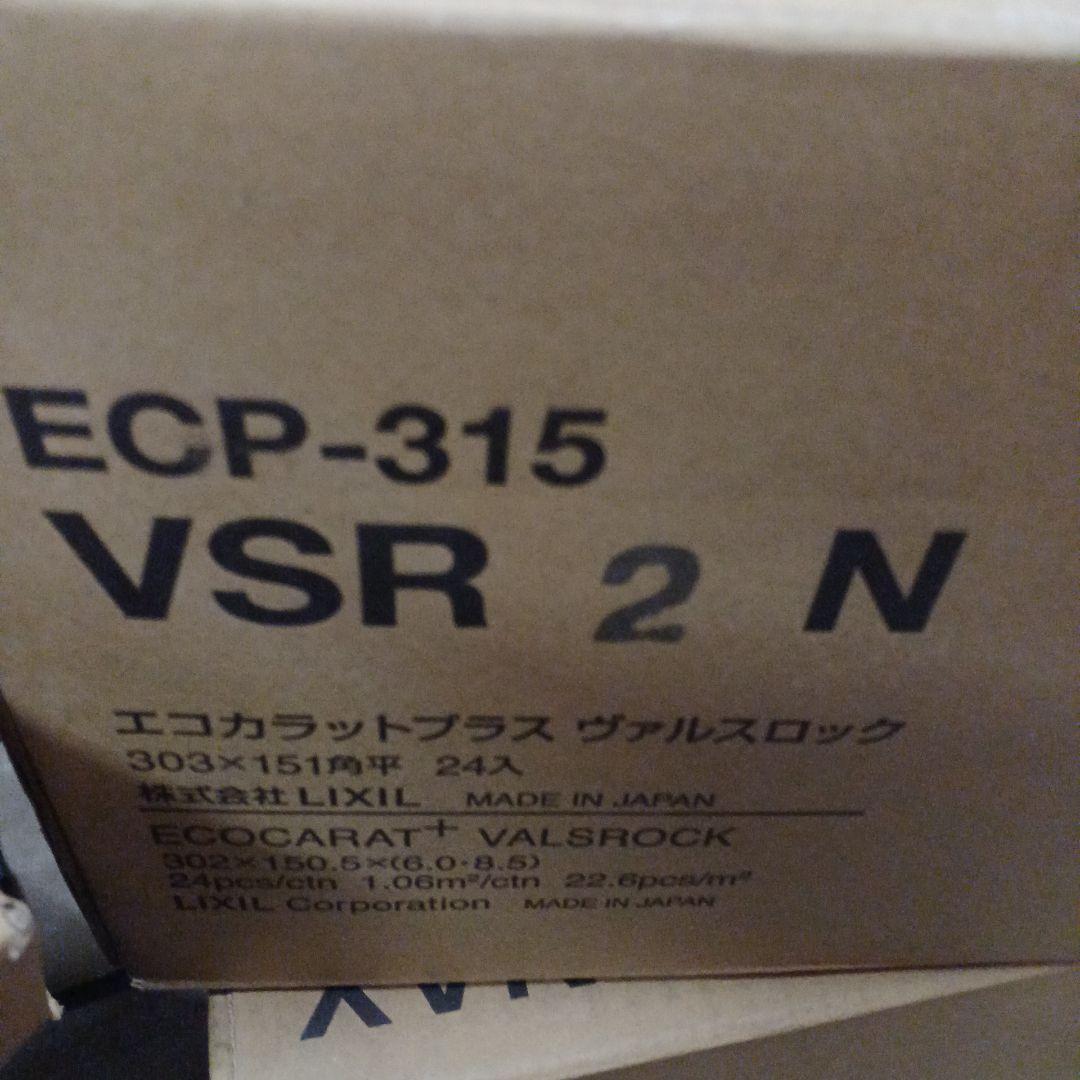 ECP-315
VSR 2 N
エコカラットプラス ヴァルスロック
303×151角平 24入
株式会社LIXIL MADE IN JAPAN
ECOCARAT+ VALSROCK
302×150.5×(6.0・8.5)
24pcs/ctn 1.06m²/ctn 22.6pcs/m²
LIXIL Corporation MADE IN JAPAN